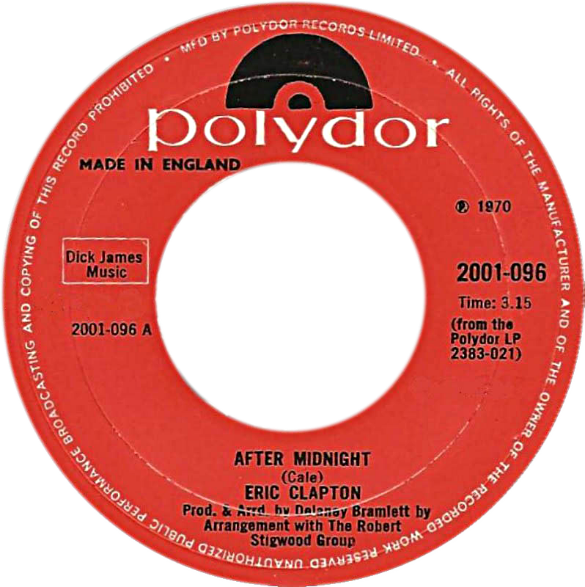 MFD BY POLYDOR RECORDS LIMITED • ALL RIGHTS OF THE MANUFACTURER AND OF THE OWNER OF THE RECORDED WORK RESERVED UNAUTHORIZED PUBLIC PERFORMANCE BROADCASTING AND COPYING OF THIS RECORD PROHIBITED •
polydor
MADE IN ENGLAND
℗ 1970
Dick James
Music
2001-096
Time: 3.15
2001-096 A
(from the
Polydor LP
2383-021)
AFTER MIDNIGHT
(Cale)
ERIC CLAPTON
Prod. & Arrd. by Delaney Bramlett by
Arrangement with The Robert
Stigwood Group